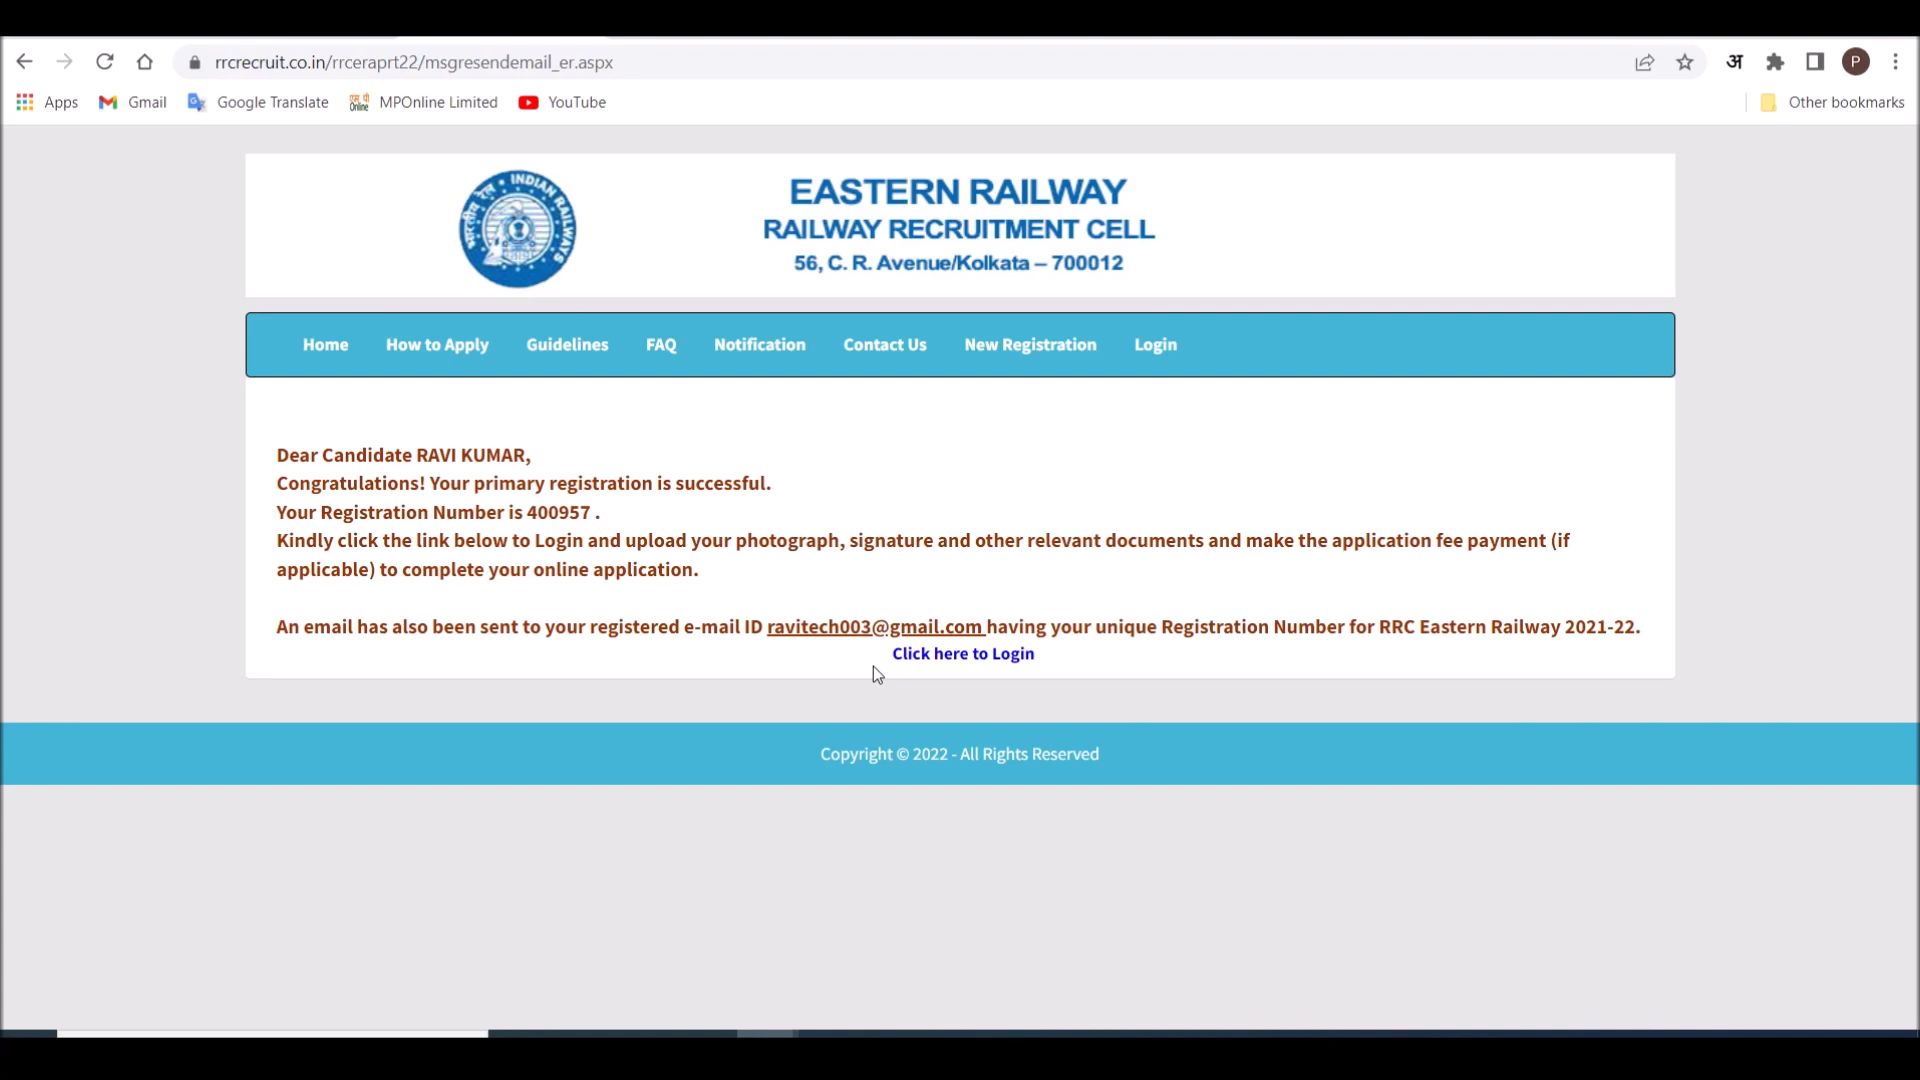 rrcrecruit.co.in/rrceraprt22/msgresendemail_er.aspx
अ
P
Apps
Gmail
Google Translate
MPOnline Limited
YouTube
Other bookmarks
INDIAN RAILWAYS
भारतीय रेल
EASTERN RAILWAY
RAILWAY RECRUITMENT CELL
56, C. R. Avenue/Kolkata – 700012
Home How to Apply Guidelines FAQ Notification Contact Us New Registration Login
Dear Candidate RAVI KUMAR,
Congratulations! Your primary registration is successful.
Your Registration Number is 400957 .
Kindly click the link below to Login and upload your photograph, signature and other relevant documents and make the application fee payment (if
applicable) to complete your online application.
An email has also been sent to your registered e-mail ID ravitech003@gmail.com having your unique Registration Number for RRC Eastern Railway 2021-22.
Click here to Login
Copyright © 2022 - All Rights Reserved